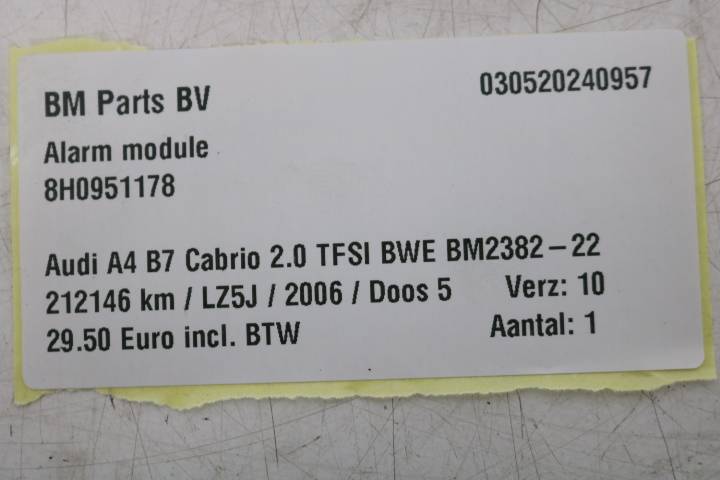 BM Parts BV 030520240957
Alarm module
8H0951178
Audi A4 B7 Cabrio 2.0 TFSI BWE BM2382-22
212146 km / LZ5J / 2006 / Doos 5 Verz: 10
29.50 Euro incl. BTW Aantal: 1